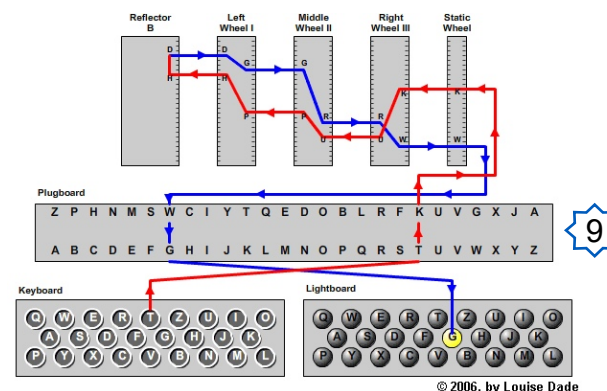 Reflector
B
Left
Wheel I
Middle
Wheel II
Right
Wheel III
Static
Wheel
D D
G G
H H
K K
P P
R R
U U
W W
Plugboard
Z P H N M S W C I Y T Q E D O B L R F K U V G X J A
A B C D E F G H I J K L M N O P Q R S T U V W X Y Z
9
Keyboard
Q W E R T Z U I O
A S D F G H J K
P Y X C V B N M L
Lightboard
Q W E R T Z U I O
A S D F G H J K
P Y X C V B N M L
© 2006, by Louise Dade